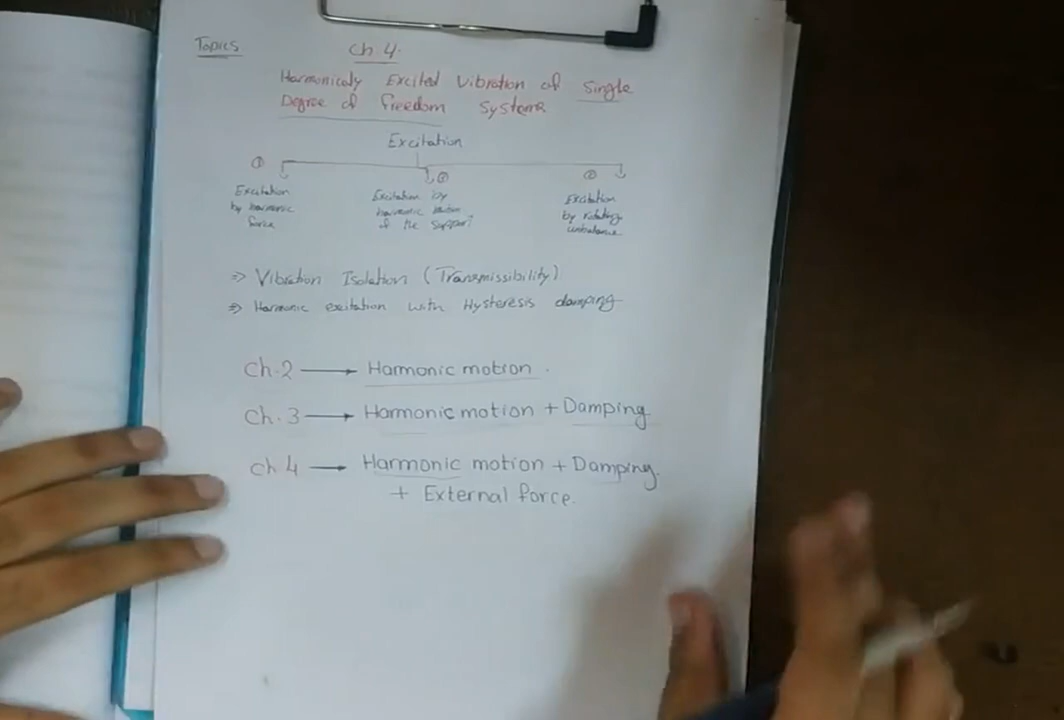 Topics
Ch 4.
Harmonicaly Excited Vibration of Single
Degree of freedom Systems
Excitation
①
②
②
Excitation
by harmonic
force
Excitation by
harmonic motion
of the support
Excitation
by rotating
unbalance
⇒ Vibration Isolation (Transmissibility)
⇒ Harmonic excitation with Hysteresis damping
Ch.2 → Harmonic motion.
Ch.3 → Harmonic motion + Damping
Ch 4 → Harmonic motion + Damping.
+ External force.